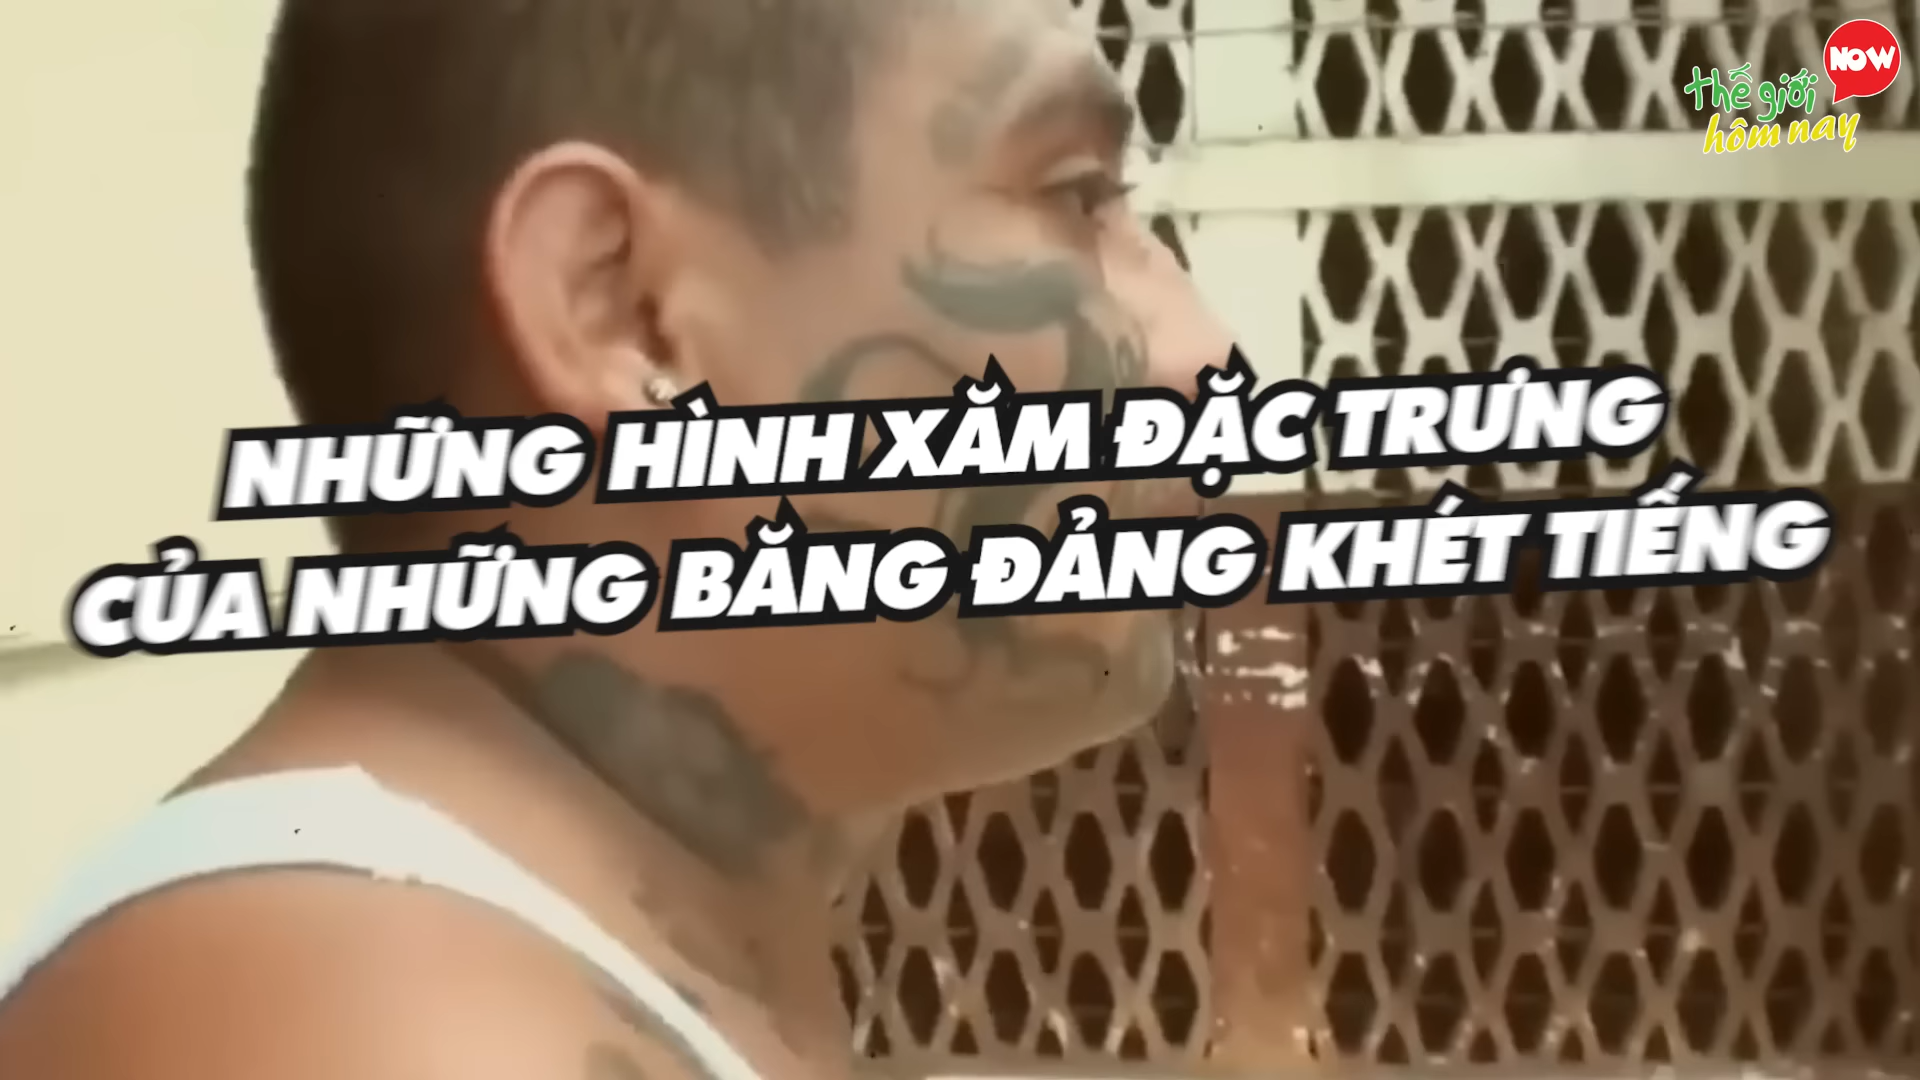 NOW
thế giới
hôm nay
NHỮNG HÌNH XĂM ĐẶC TRƯNG
CỦA NHỮNG BĂNG ĐẢNG KHÉT TIẾNG